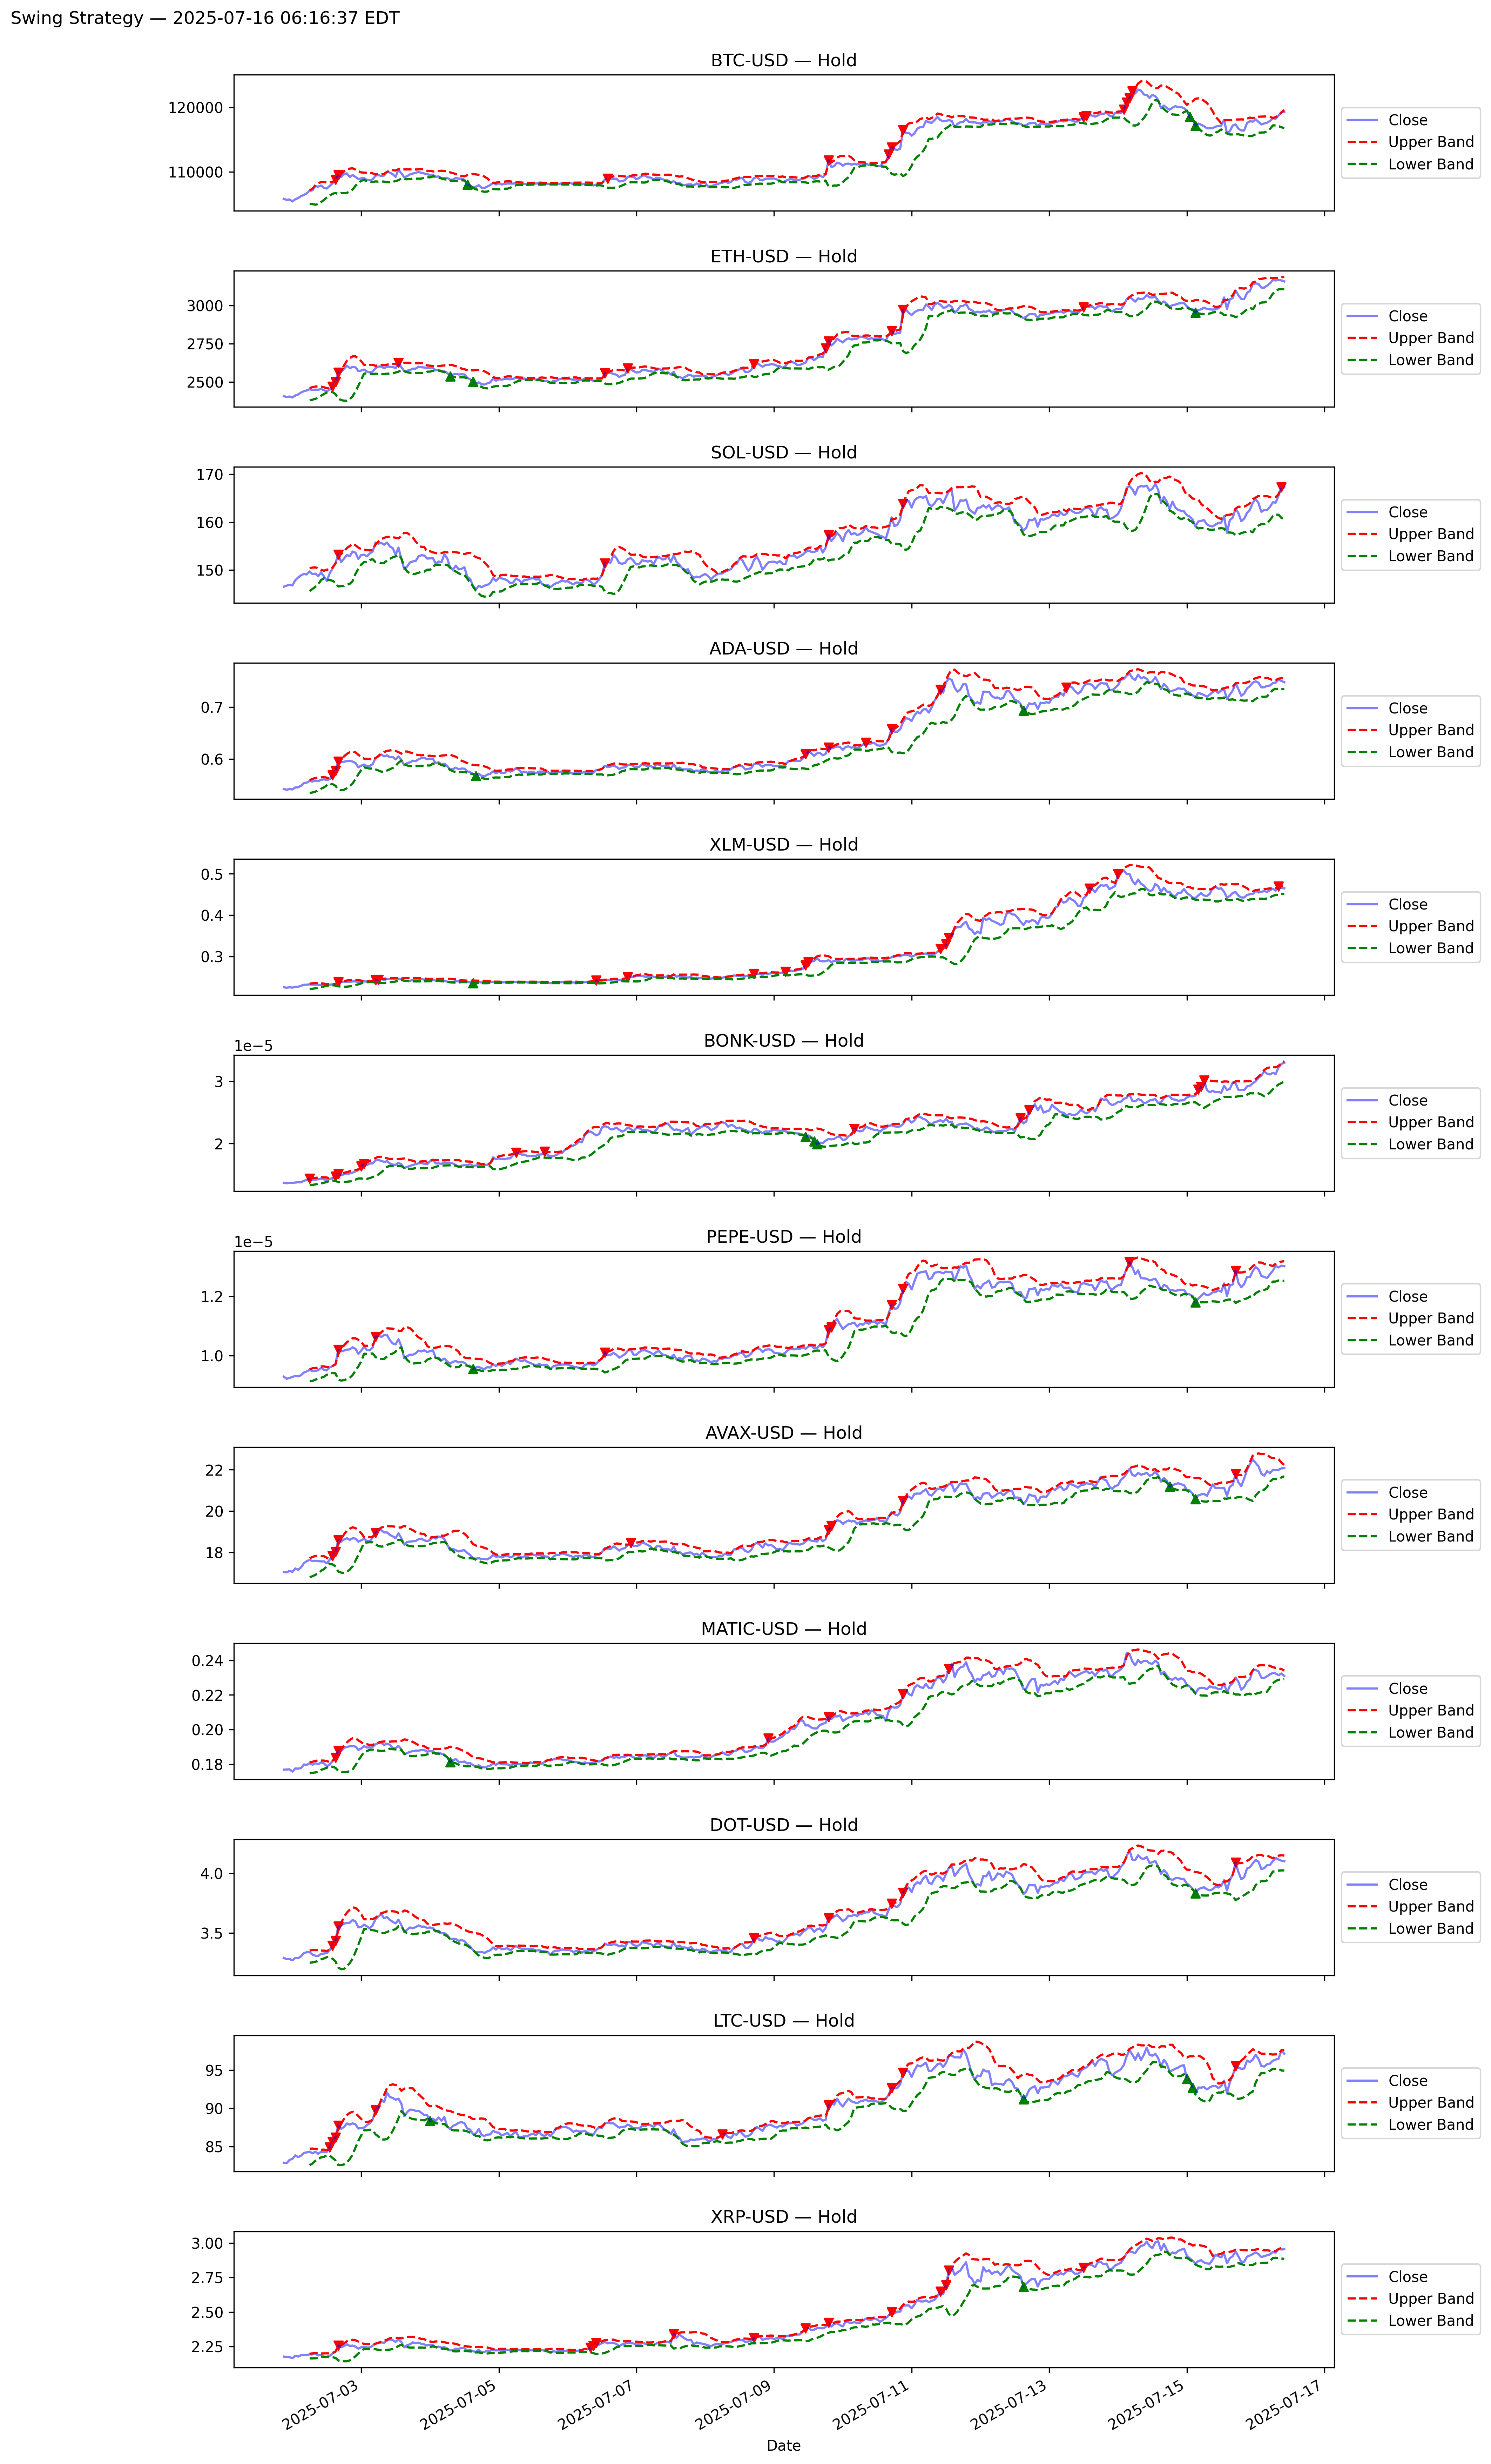 Swing Strategy — 2025-07-16 06:16:37 EDT
BTC-USD — Hold
120000
110000
Close
Upper Band
Lower Band
ETH-USD — Hold
3000
2750
2500
Close
Upper Band
Lower Band
SOL-USD — Hold
170
160
150
Close
Upper Band
Lower Band
ADA-USD — Hold
0.7
0.6
Close
Upper Band
Lower Band
XLM-USD — Hold
0.5
0.4
0.3
Close
Upper Band
Lower Band
BONK-USD — Hold
1e−5
3
2
Close
Upper Band
Lower Band
PEPE-USD — Hold
1e−5
1.2
1.0
Close
Upper Band
Lower Band
AVAX-USD — Hold
22
20
18
Close
Upper Band
Lower Band
MATIC-USD — Hold
0.24
0.22
0.20
0.18
Close
Upper Band
Lower Band
DOT-USD — Hold
4.0
3.5
Close
Upper Band
Lower Band
LTC-USD — Hold
95
90
85
Close
Upper Band
Lower Band
XRP-USD — Hold
3.00
2.75
2.50
2.25
Close
Upper Band
Lower Band
2025-07-03
2025-07-05
2025-07-07
2025-07-09
2025-07-11
2025-07-13
2025-07-15
2025-07-17
Date